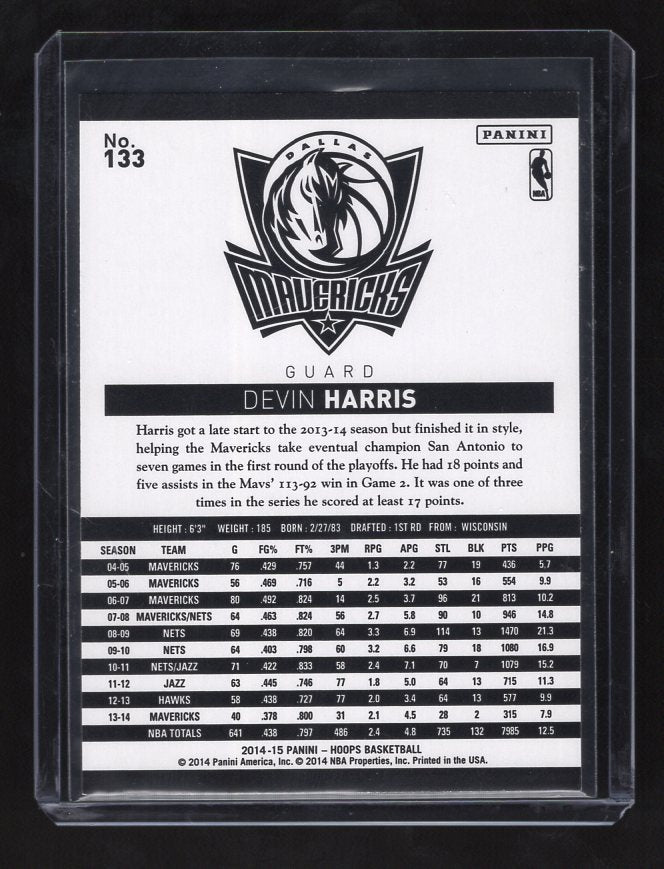 No.
133
PANINI
NBA
DALLAS
MAVERICKS
GUARD
DEVIN HARRIS
Harris got a late start to the 2013-14 season but finished it in style,
helping the Mavericks take eventual champion San Antonio to
seven games in the first round of the playoffs. He had 18 points and
five assists in the Mavs' 113-92 win in Game 2. It was one of three
times in the series he scored at least 17 points.
HEIGHT : 6'3" WEIGHT : 185 BORN : 2/27/83 DRAFTED : 1ST RD FROM : WISCONSIN
SEASON TEAM G FG% FT% 3PM RPG APG STL BLK PTS PPG
04-05 MAVERICKS 76 .429 .757 44 1.3 2.2 77 19 436 5.7
05-06 MAVERICKS 56 .469 .716 5 2.2 3.2 53 16 554 9.9
06-07 MAVERICKS 80 .492 .824 14 2.5 3.7 96 21 813 10.2
07-08 MAVERICKS/NETS 64 .463 .824 56 2.7 5.8 90 10 946 14.8
08-09 NETS 69 .438 .820 64 3.3 6.9 114 13 1470 21.3
09-10 NETS 64 .403 .798 60 3.2 6.6 79 18 1080 16.9
10-11 NETS/JAZZ 71 .422 .833 58 2.4 7.1 70 7 1079 15.2
11-12 JAZZ 63 .445 .746 77 1.8 5.0 64 13 715 11.3
12-13 HAWKS 58 .438 .727 77 2.0 3.4 64 13 577 9.9
13-14 MAVERICKS 40 .378 .800 31 2.1 4.5 28 2 315 7.9
NBA TOTALS 641 .438 .797 486 2.4 4.8 735 132 7985 12.5
2014-15 PANINI – HOOPS BASKETBALL
© 2014 Panini America, Inc. © 2014 NBA Properties, Inc. Printed in the USA.